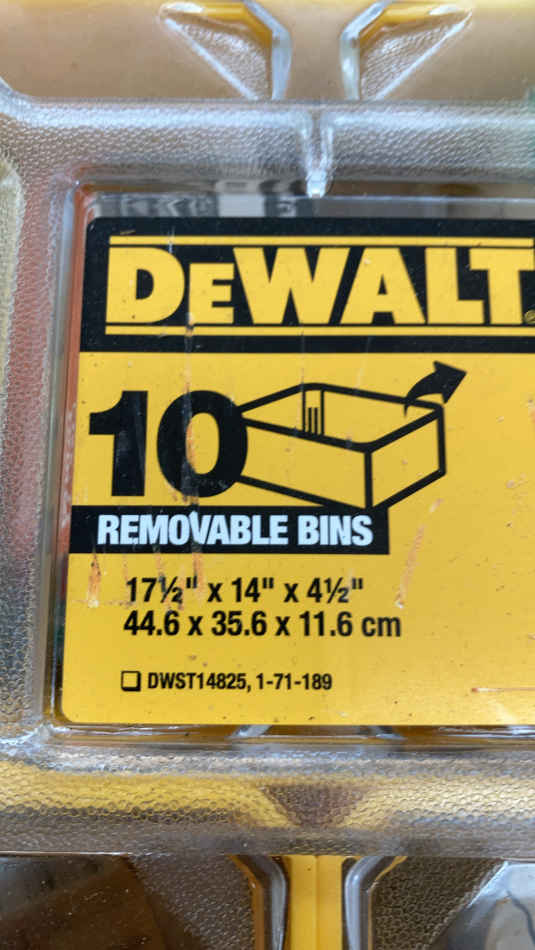 DEWALT
10
REMOVABLE BINS
17½" x 14" x 4½"
44.6 x 35.6 x 11.6 cm
❑ DWST14825, 1-71-189